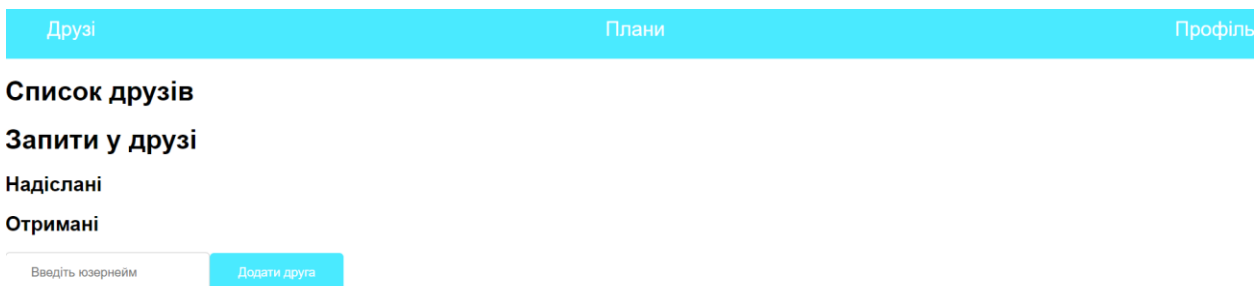 Друзі Плани Профіль
Список друзів
Запити у друзі
Надіслані
Отримані
Введіть юзернейм Додати друга